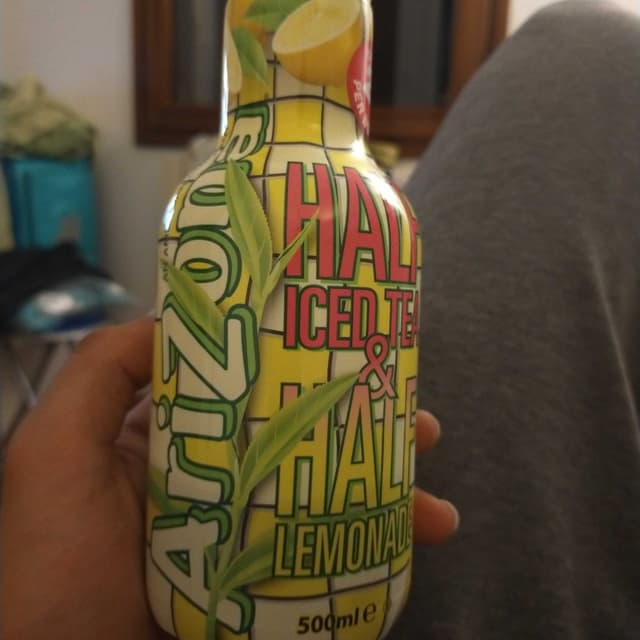 AriZona
HALF
ICED TEA
&
HALF
LEMONADE
500ml e